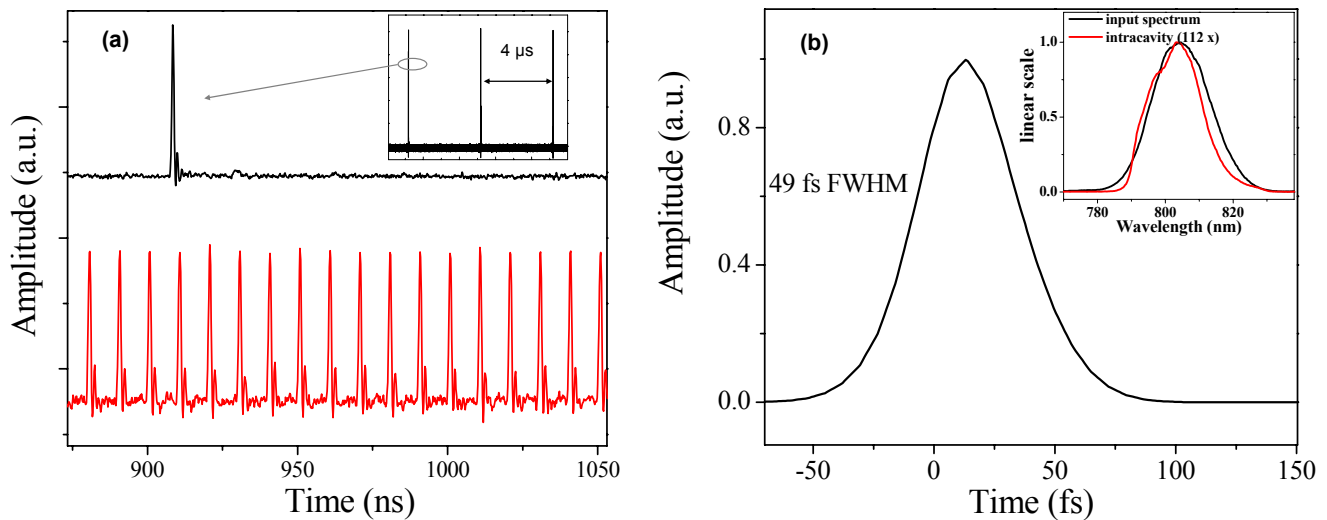 (a)
4 μs
Amplitude (a.u.)
900
950
1000
1050
Time (ns)
(b)
input spectrum
intracavity (112 x)
linear scale
1.0
0.5
0.0
780
800
820
Wavelength (nm)
49 fs FWHM
Amplitude (a.u.)
0.8
0.4
0.0
-50
0
50
100
150
Time (fs)